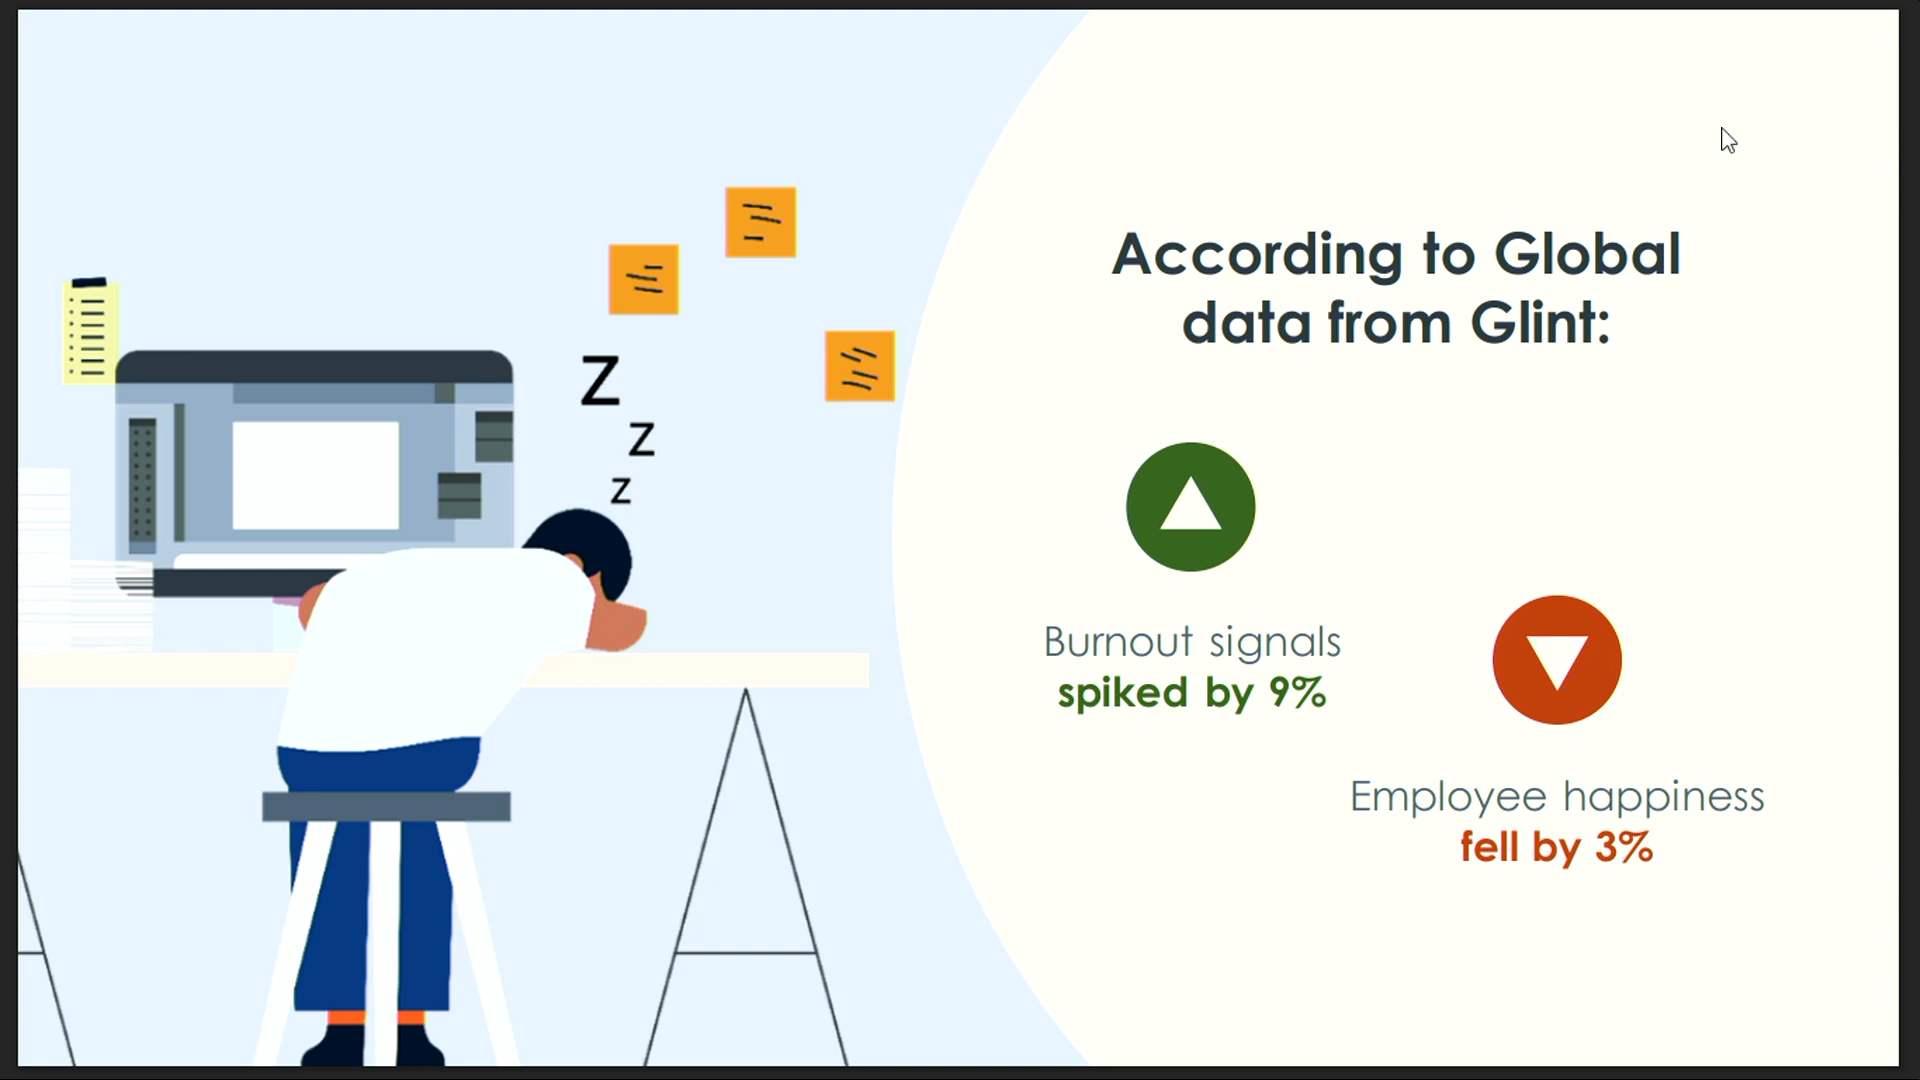 According to Global
data from Glint:
Z
Z
Z
Burnout signals
spiked by 9%
Employee happiness
fell by 3%